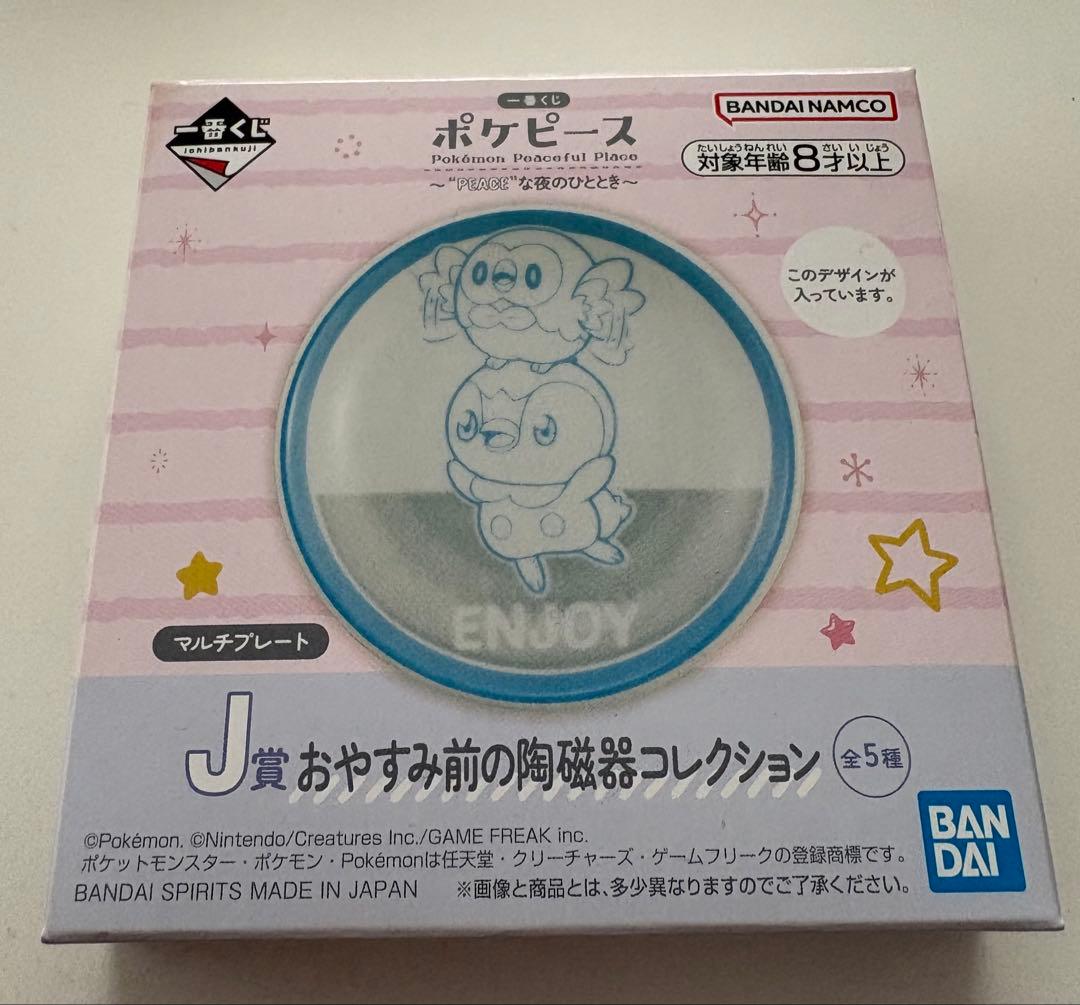 一番くじ
ichibankuji
一番くじ
ポケピース
Pokémon Peaceful Place
～“PEACE”な夜のひととき～
BANDAI NAMCO
たいしょうねんれい さい いじょう
対象年齢8才以上
このデザインが
入っています。
ENJOY
マルチプレート
J賞 おやすみ前の陶磁器コレクション 全5種
©Pokémon. ©Nintendo/Creatures Inc./GAME FREAK inc.
ポケットモンスター・ポケモン・Pokémonは任天堂・クリーチャーズ・ゲームフリークの登録商標です。
BANDAI SPIRITS MADE IN JAPAN ※画像と商品とは、多少異なりますのでご了承ください。
BAN
DAI